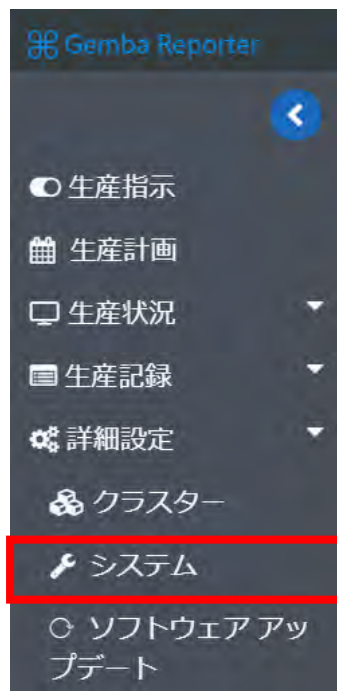 Gemba Reporter
生産指示
生産計画
生産状況
生産記録
詳細設定
クラスター
システム
ソフトウェア アッ
プデート